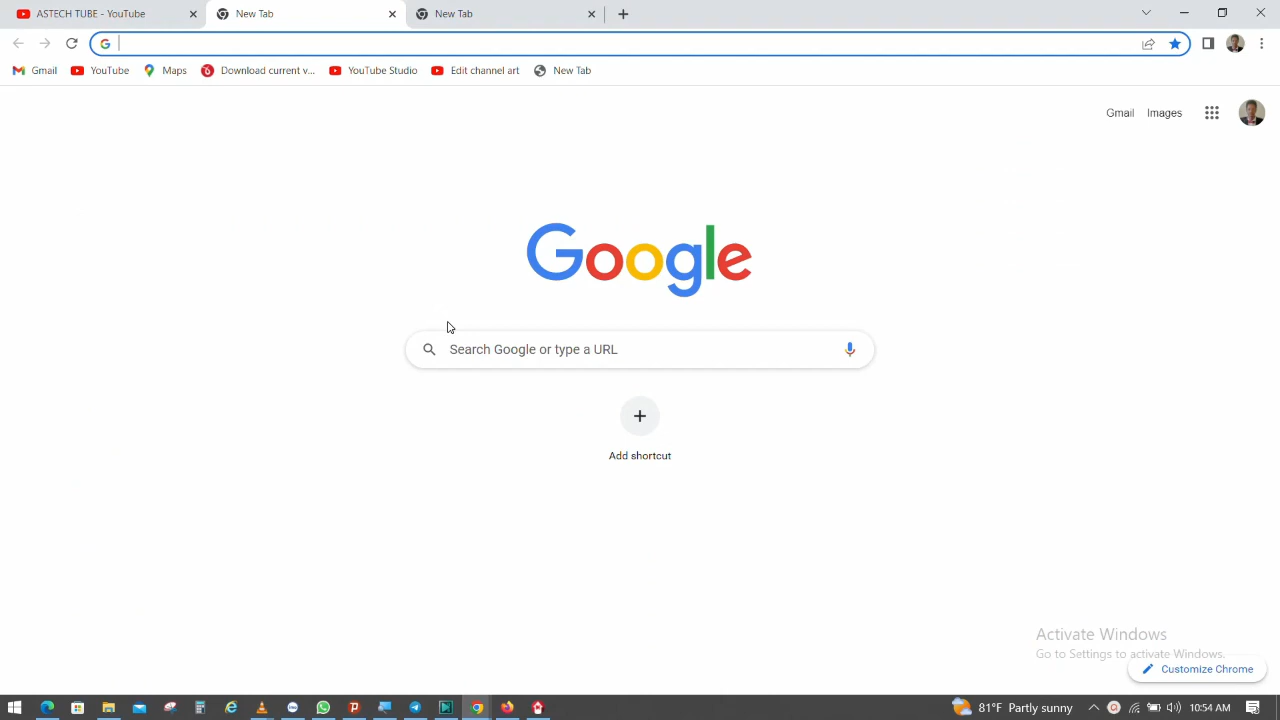 ASTECH TUBE - YouTube
New Tab
New Tab
Gmail
YouTube
Maps
Download current v...
YouTube Studio
Edit channel art
New Tab
Gmail
Images
Google
Search Google or type a URL
Add shortcut
Activate Windows
Go to Settings to activate Windows.
Customize Chrome
81°F Partly sunny
10:54 AM